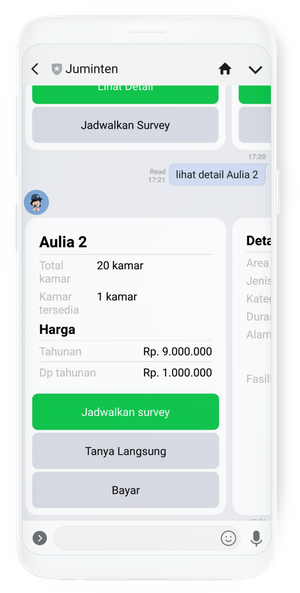 Juminten
Lihat Detail
Jadwalkan Survey
17:20
Read
17:21
lihat detail Aulia 2
Aulia 2
Total kamar
20 kamar
Kamar tersedia
1 kamar
Harga
Tahunan
Rp. 9.000.000
Dp tahunan
Rp. 1.000.000
Jadwalkan survey
Tanya Langsung
Bayar
Deta
Area
Jenis
Kateg
Duras
Alam
Fasili